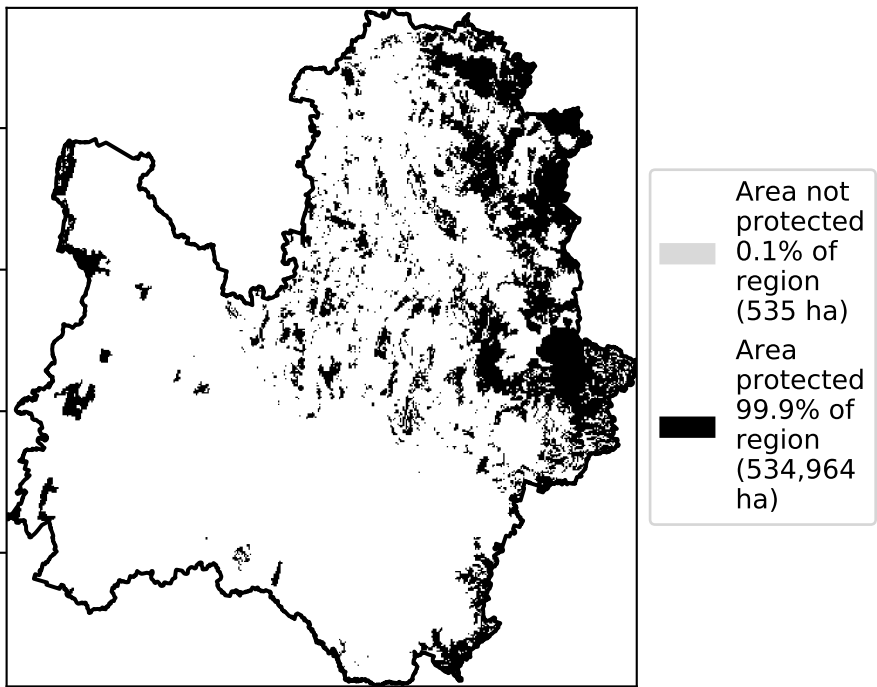 Area not
protected
0.1% of
region
(535 ha)
Area
protected
99.9% of
region
(534,964
ha)